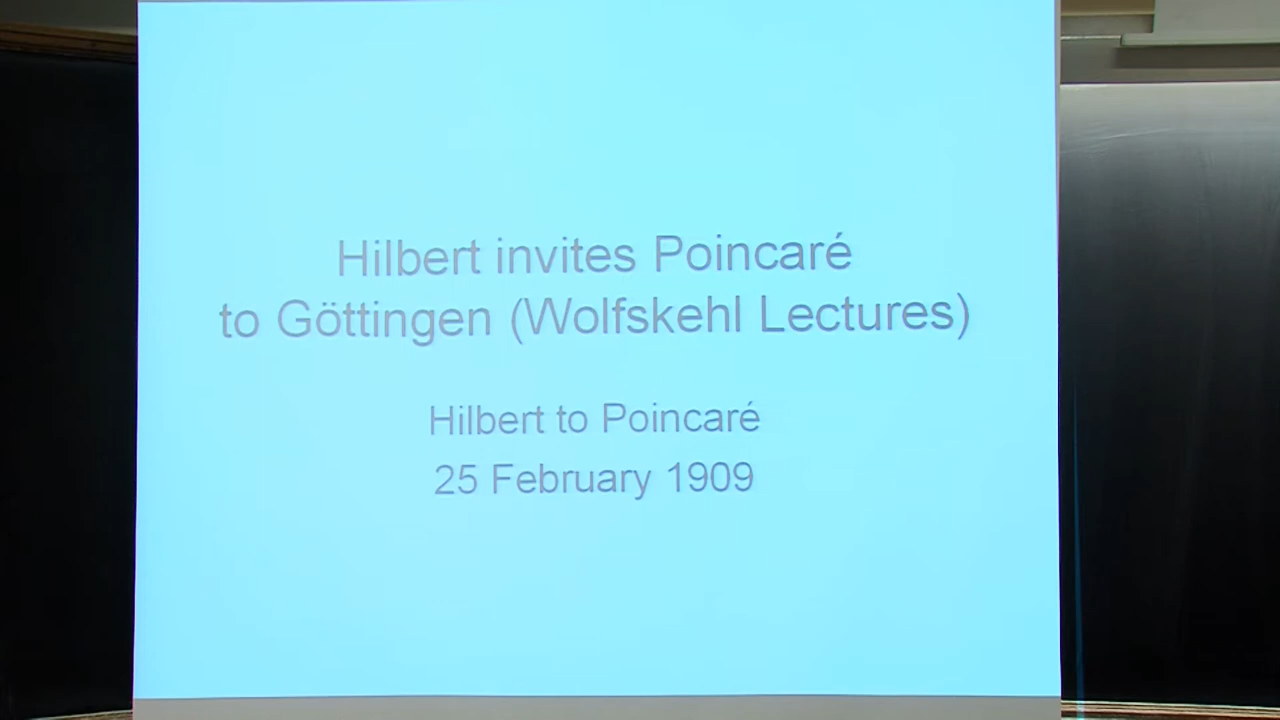 Hilbert invites Poincaré
to Göttingen (Wolfskehl Lectures)
Hilbert to Poincaré
25 February 1909